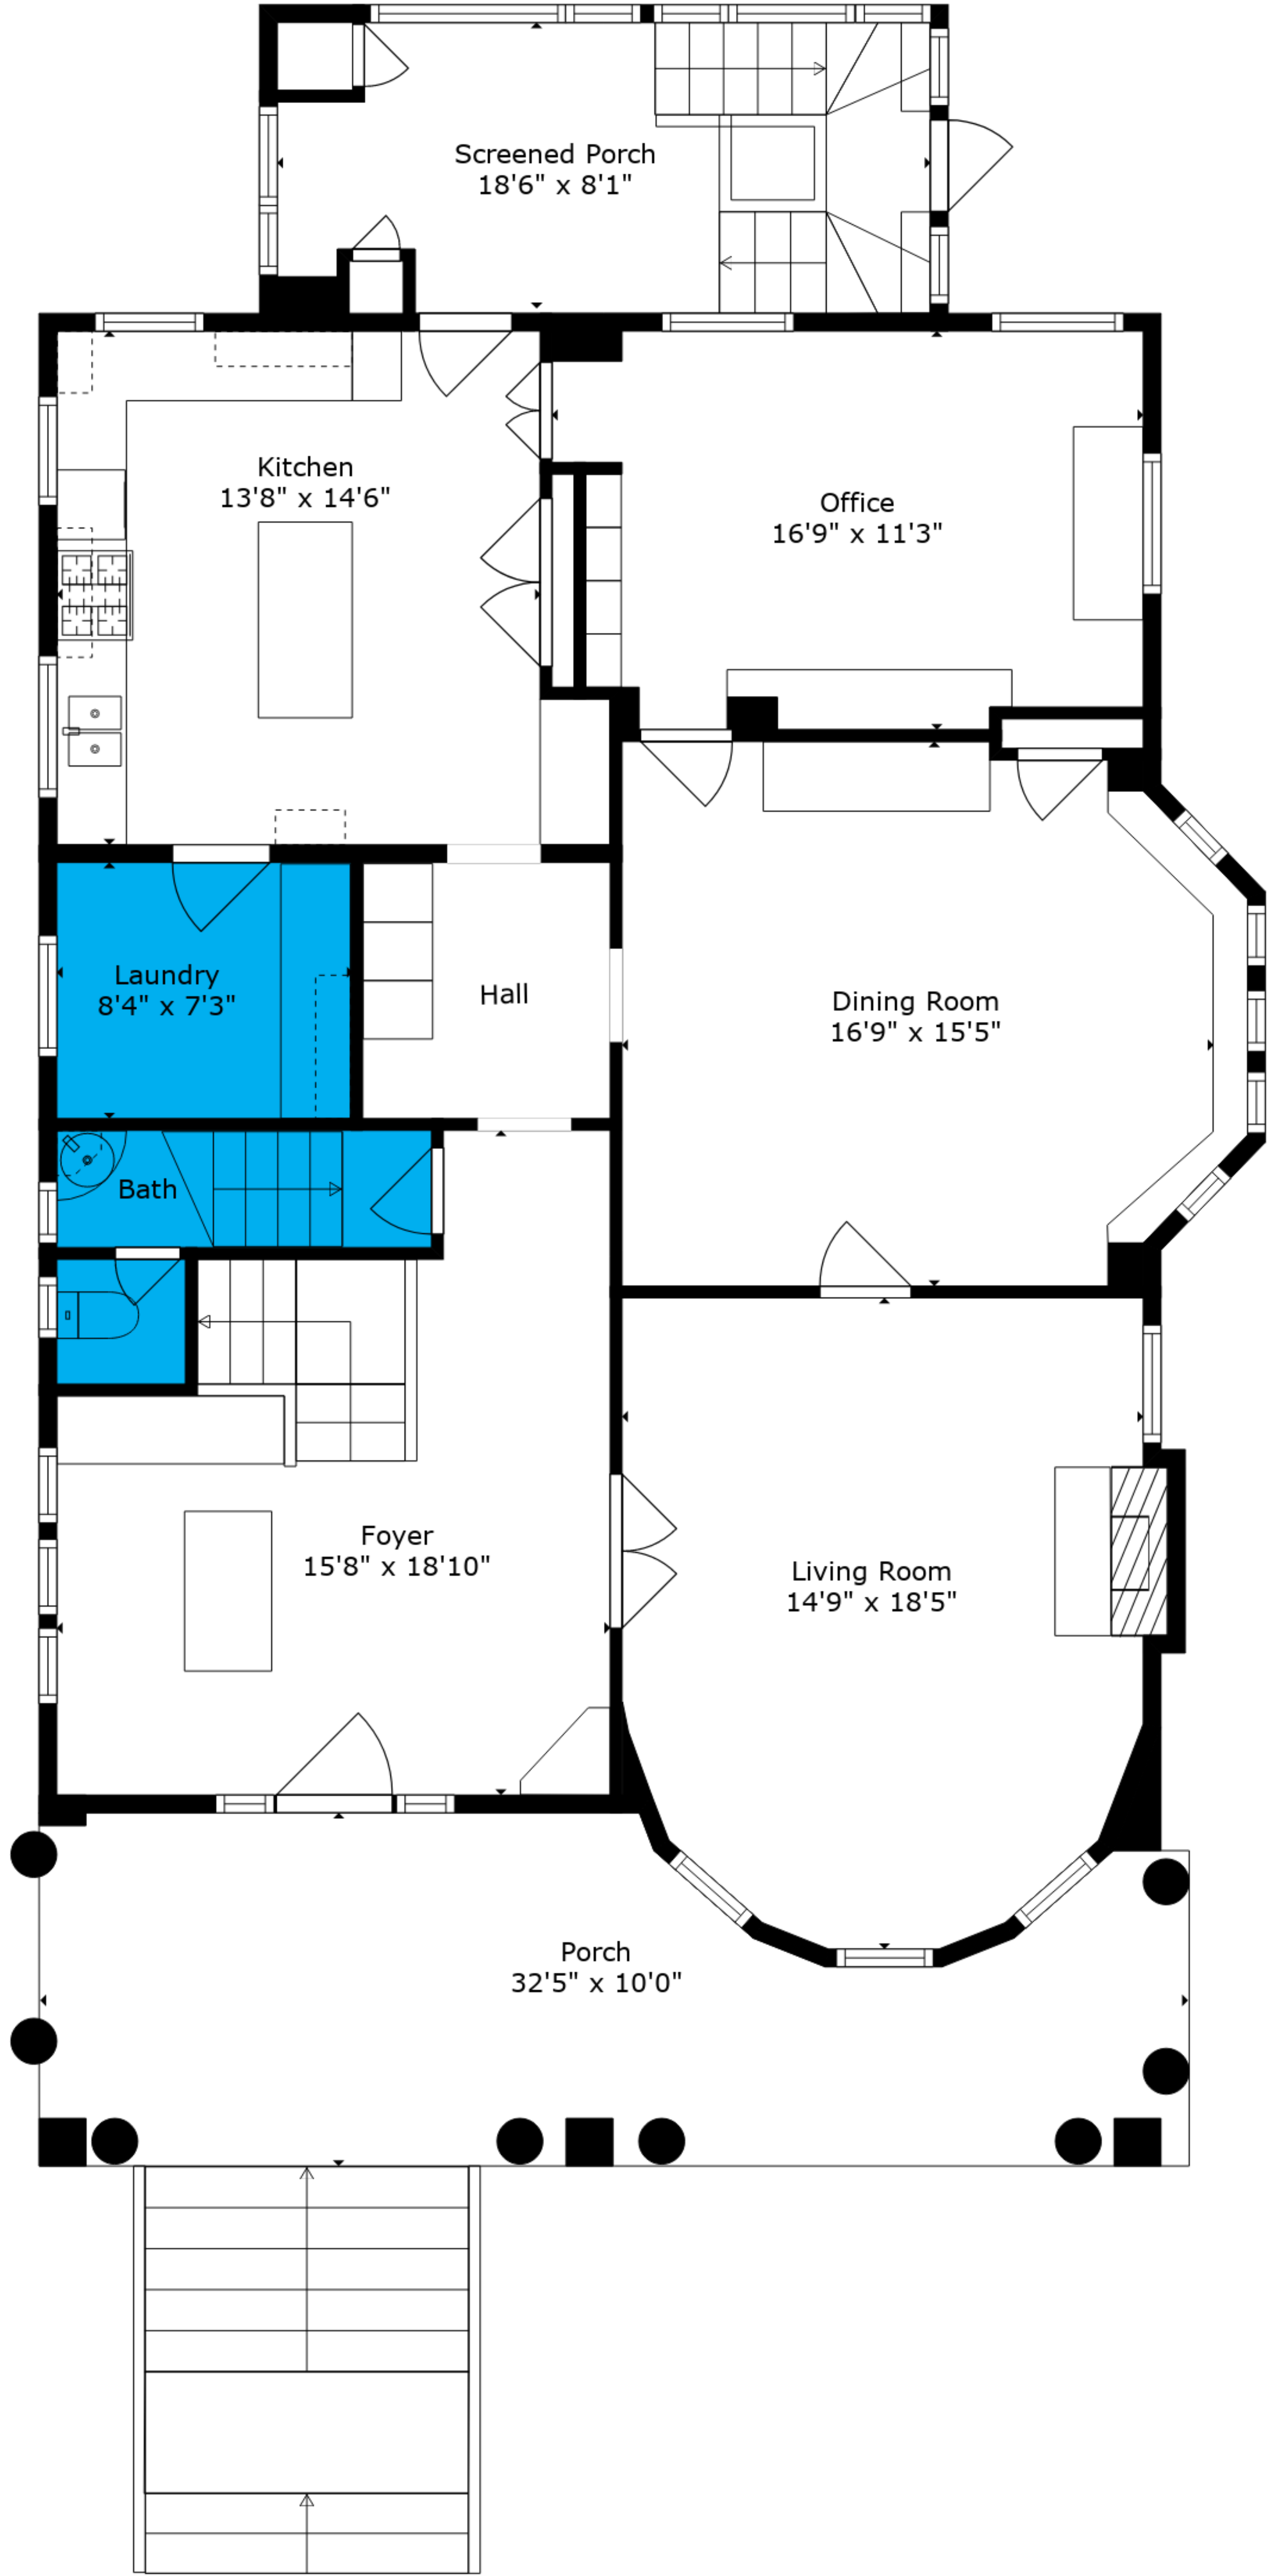 Screened Porch
18'6" x 8'1"
Kitchen
13'8" x 14'6"
Office
16'9" x 11'3"
Laundry
8'4" x 7'3"
Hall
Dining Room
16'9" x 15'5"
Bath
Foyer
15'8" x 18'10"
Living Room
14'9" x 18'5"
Porch
32'5" x 10'0"